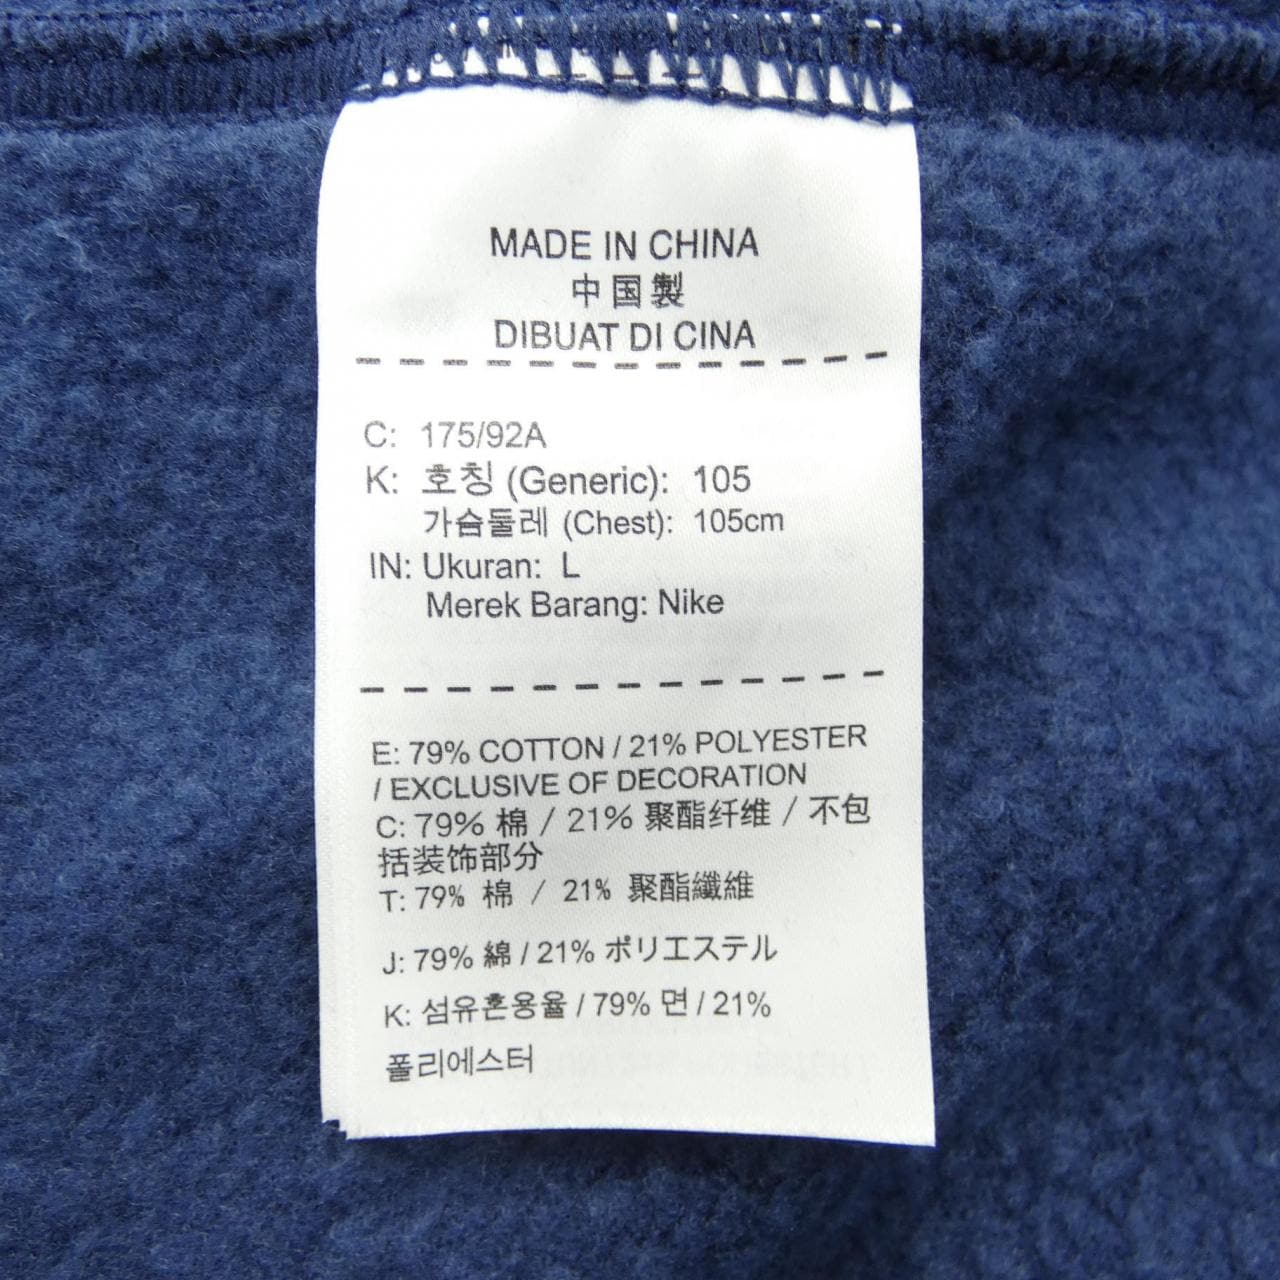 MADE IN CHINA
中国製
DIBUAT DI CINA
C: 175/92A
K: 호칭 (Generic): 105
가슴둘레 (Chest): 105cm
IN: Ukuran: L
Merek Barang: Nike
E: 79% COTTON / 21% POLYESTER
/ EXCLUSIVE OF DECORATION
C: 79% 棉 / 21% 聚酯纤维 / 不包
括装饰部分
T: 79% 棉 / 21% 聚酯纖維
J: 79% 綿 / 21% ポリエステル
K: 섬유혼용율 / 79% 면 / 21%
폴리에스터